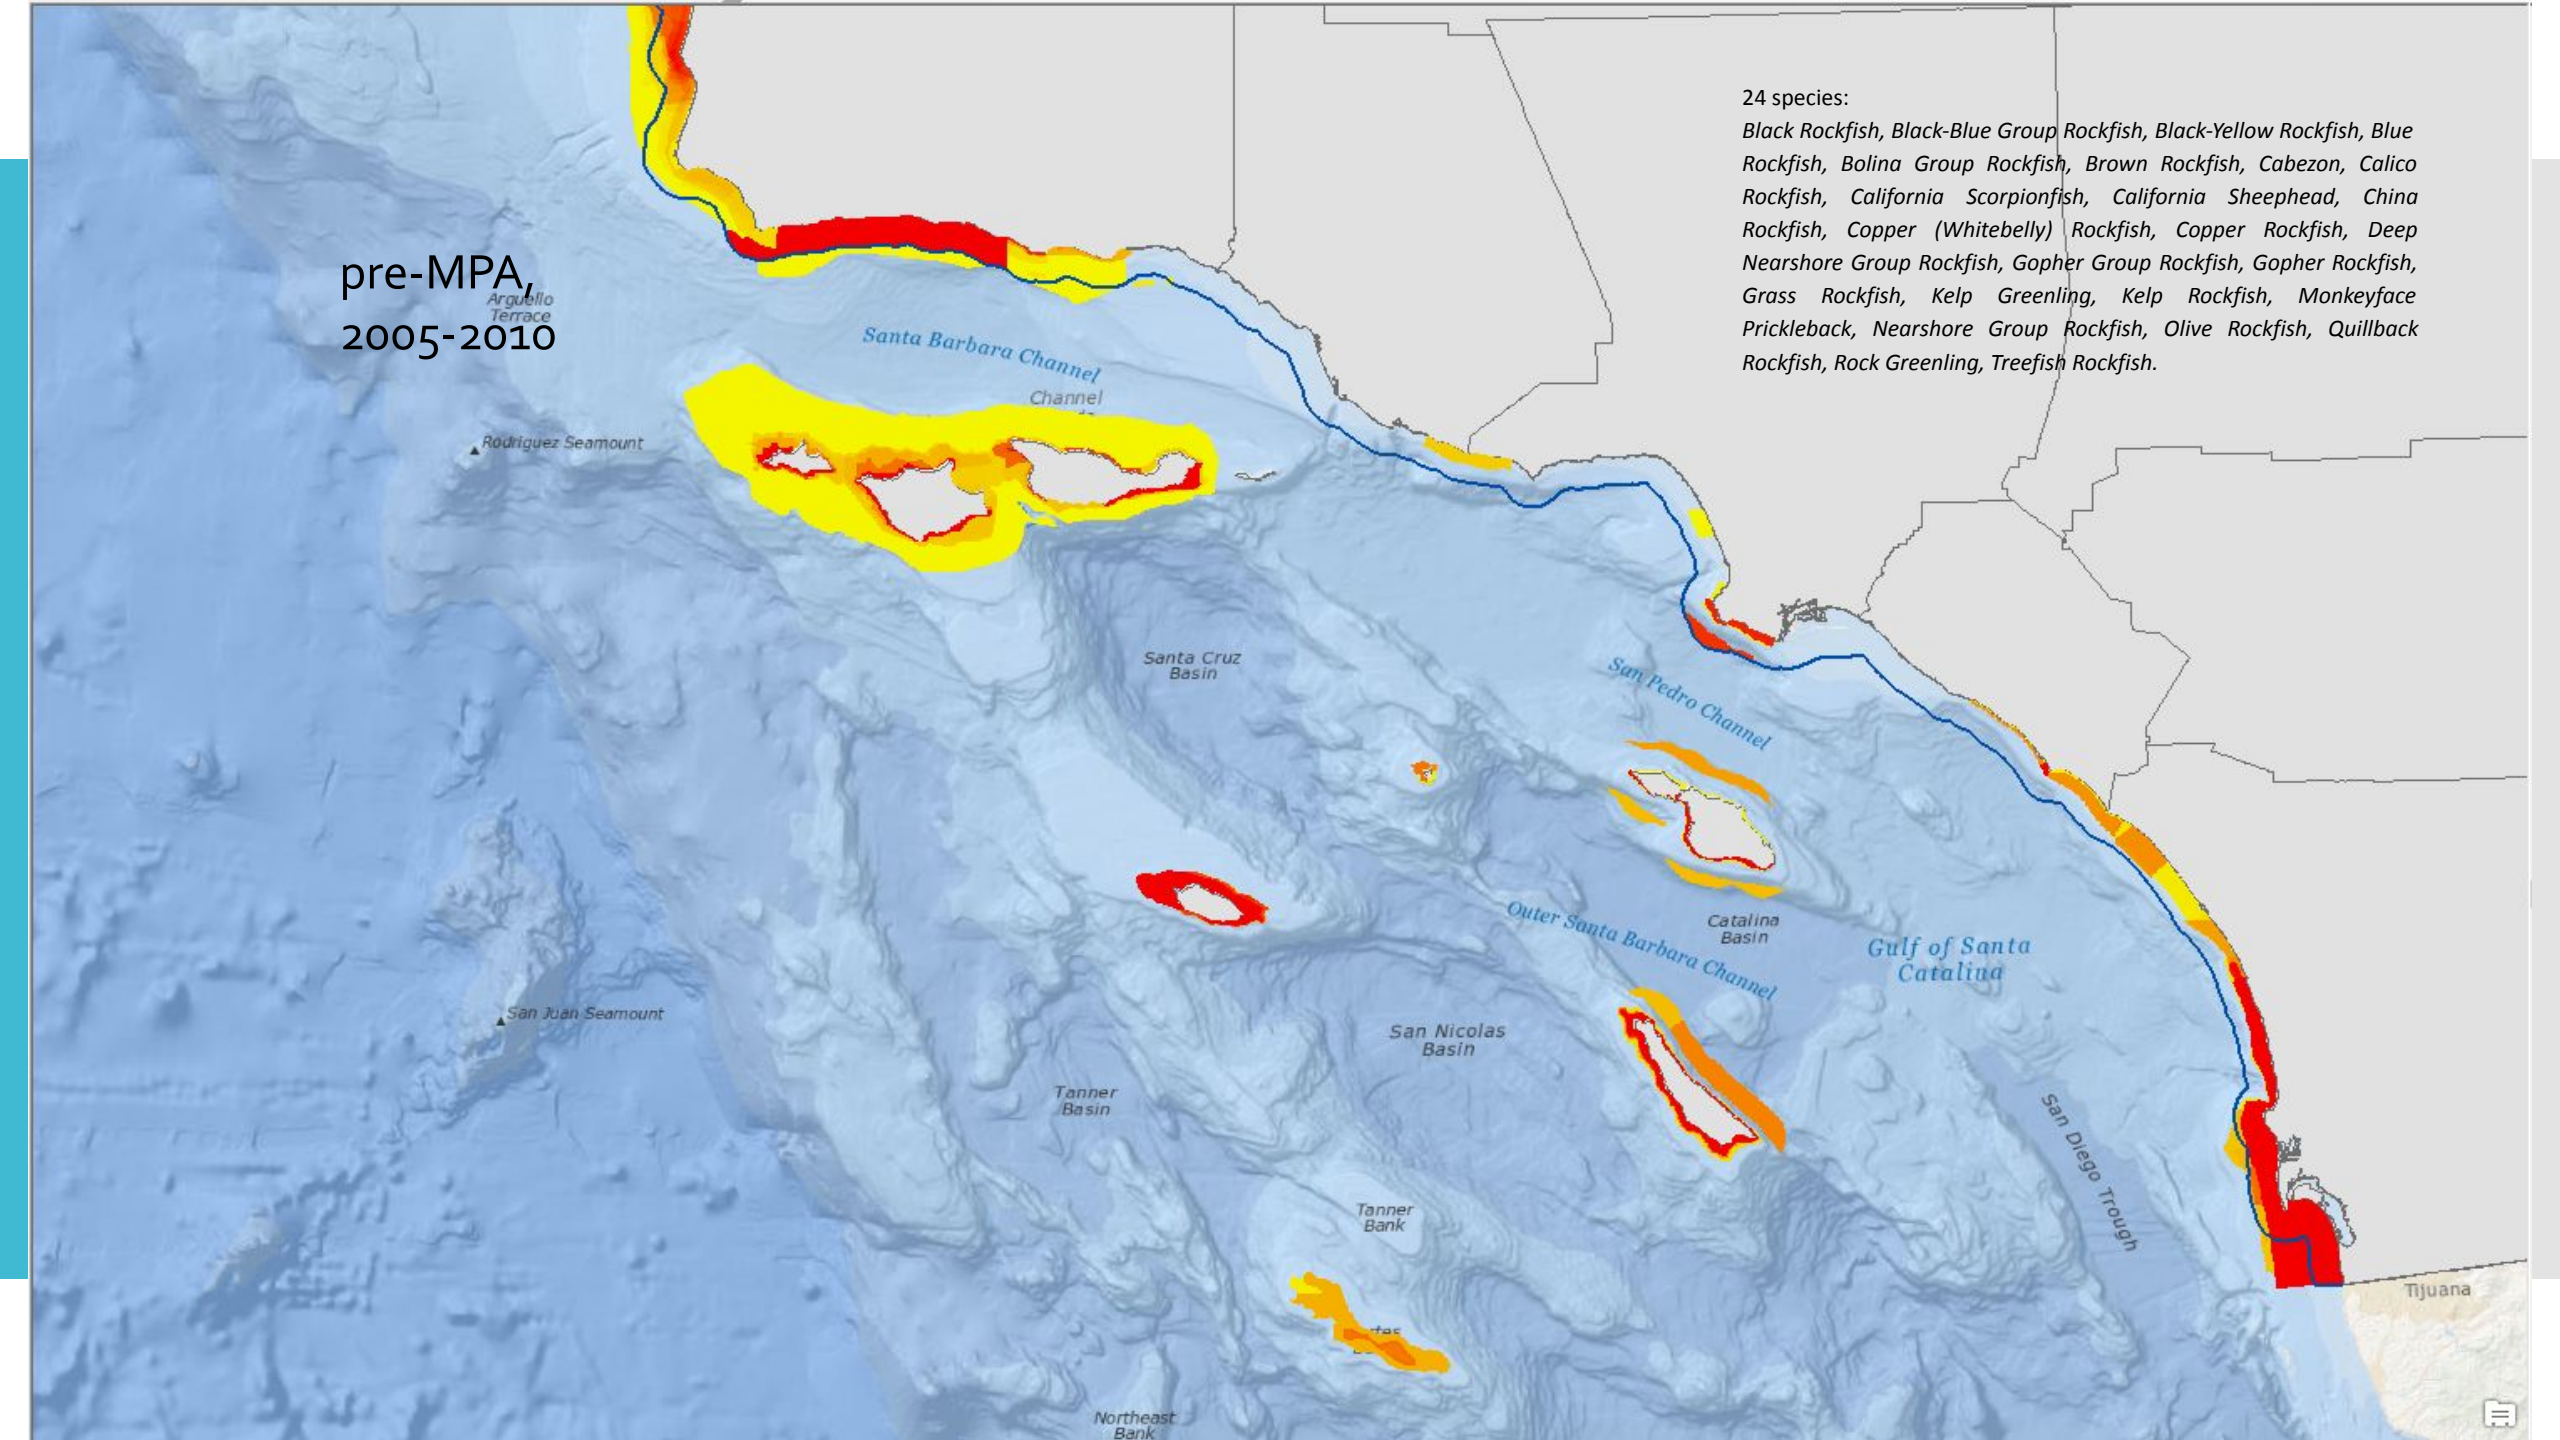 24 species:
Black Rockfish, Black-Blue Group Rockfish, Black-Yellow Rockfish, Blue
Rockfish, Bolina Group Rockfish, Brown Rockfish, Cabezon, Calico
Rockfish, California Scorpionfish, California Sheephead, China
Rockfish, Copper (Whitebelly) Rockfish, Copper Rockfish, Deep
Nearshore Group Rockfish, Gopher Group Rockfish, Gopher Rockfish,
Grass Rockfish, Kelp Greenling, Kelp Rockfish, Monkeyface
Prickleback, Nearshore Group Rockfish, Olive Rockfish, Quillback
Rockfish, Rock Greenling, Treefish Rockfish.
pre-MPA,
2005-2010
Arguello
Terrace
Santa Barbara Channel
Channel
Rodriguez Seamount
Santa Cruz
Basin
San Pedro Channel
Outer Santa Barbara Channel
Catalina
Basin
Gulf of Santa
Catalina
San Juan Seamount
San Nicolas
Basin
Tanner
Basin
San Diego Trough
Tanner
Bank
Tijuana
Northeast
Bank